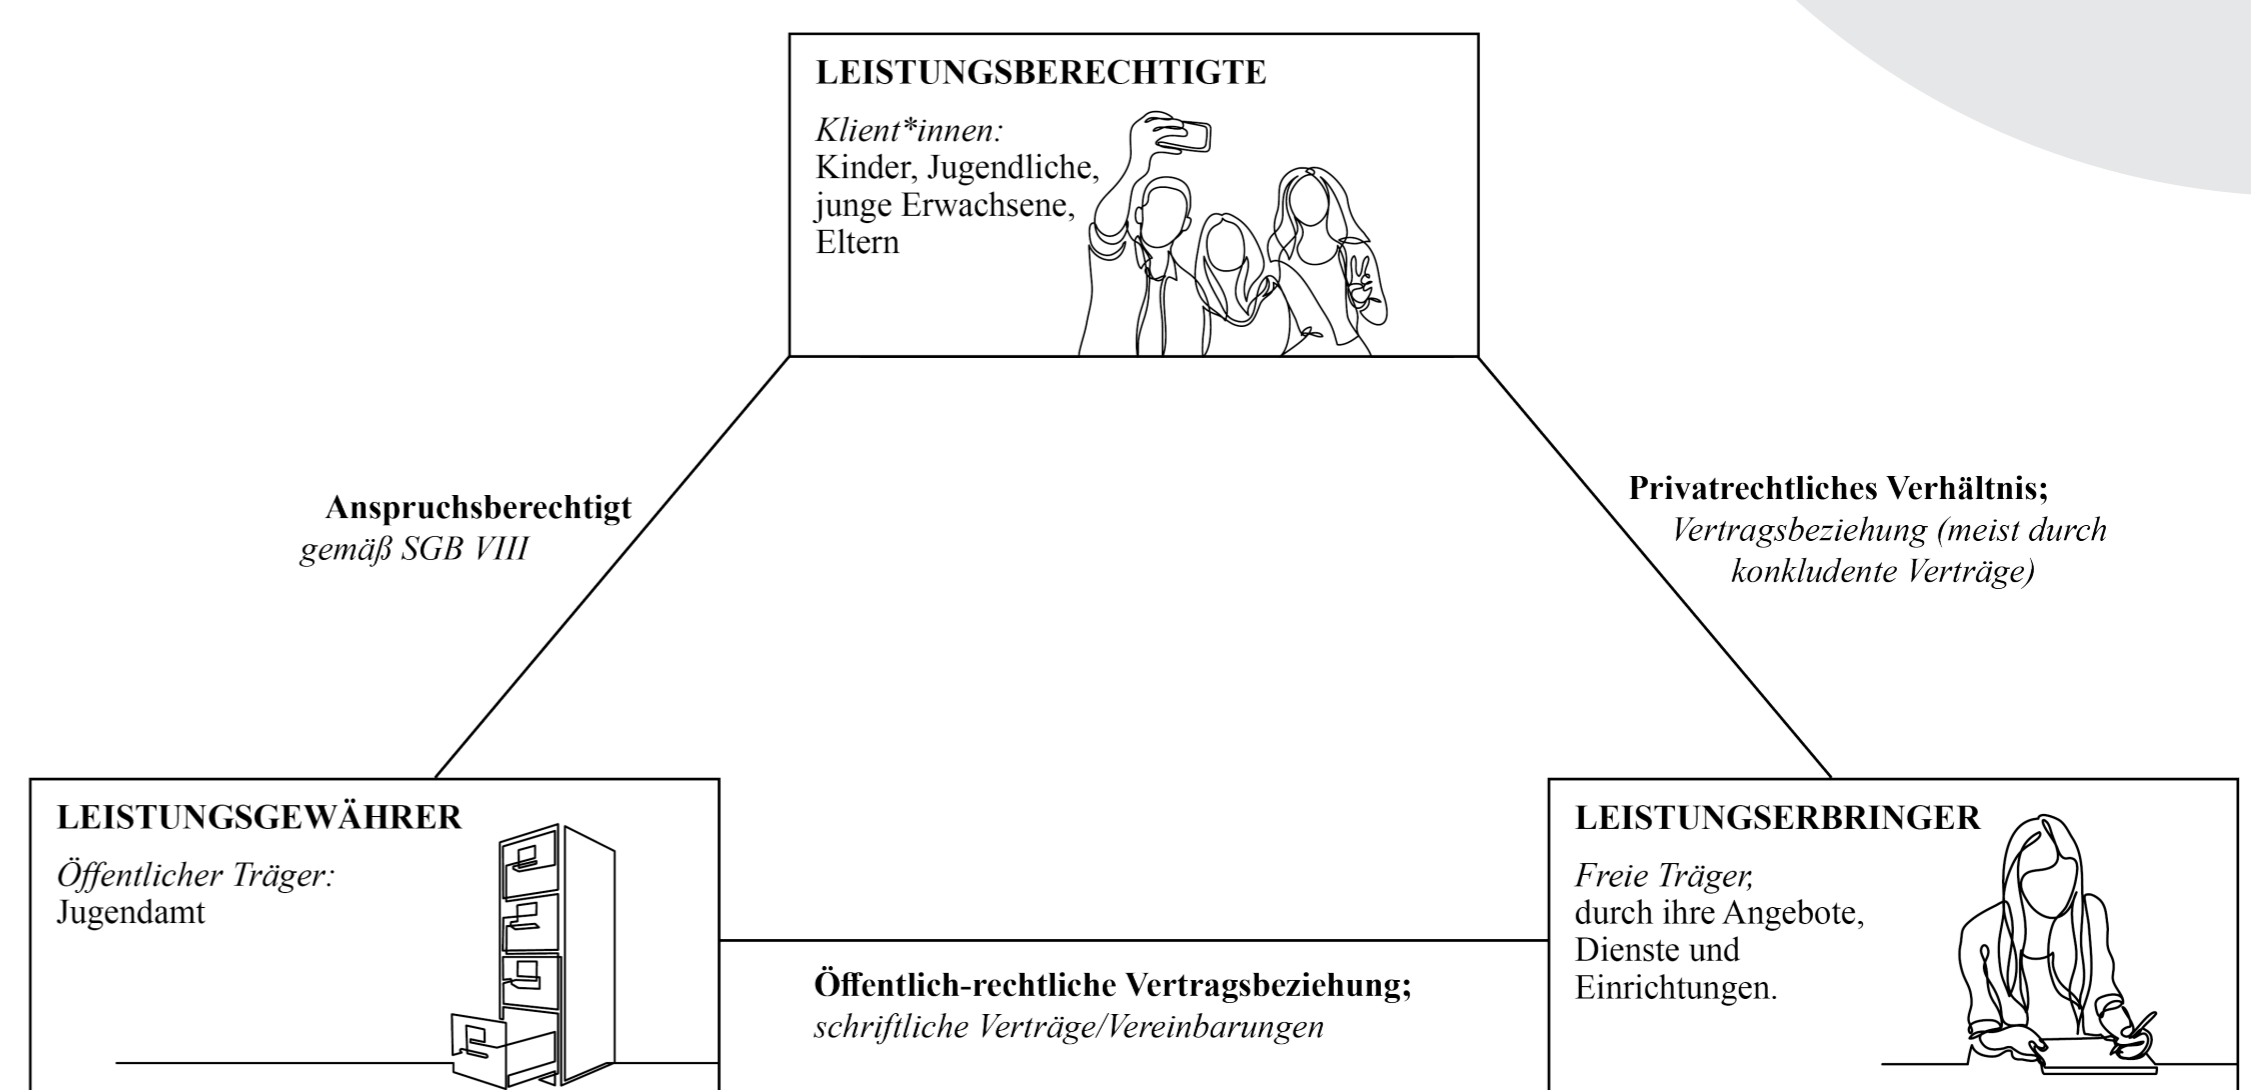 LEISTUNGSBERECHTIGTE
Klient*innen:
Kinder, Jugendliche,
junge Erwachsene,
Eltern
Anspruchsberechtigt
gemäß SGB VIII
Privatrechtliches Verhältnis;
Vertragsbeziehung (meist durch
konkludente Verträge)
LEISTUNGSGEWÄHRER
Öffentlicher Träger:
Jugendamt
Öffentlich-rechtliche Vertragsbeziehung;
schriftliche Verträge/Vereinbarungen
LEISTUNGSERBRINGER
Freie Träger,
durch ihre Angebote,
Dienste und
Einrichtungen.